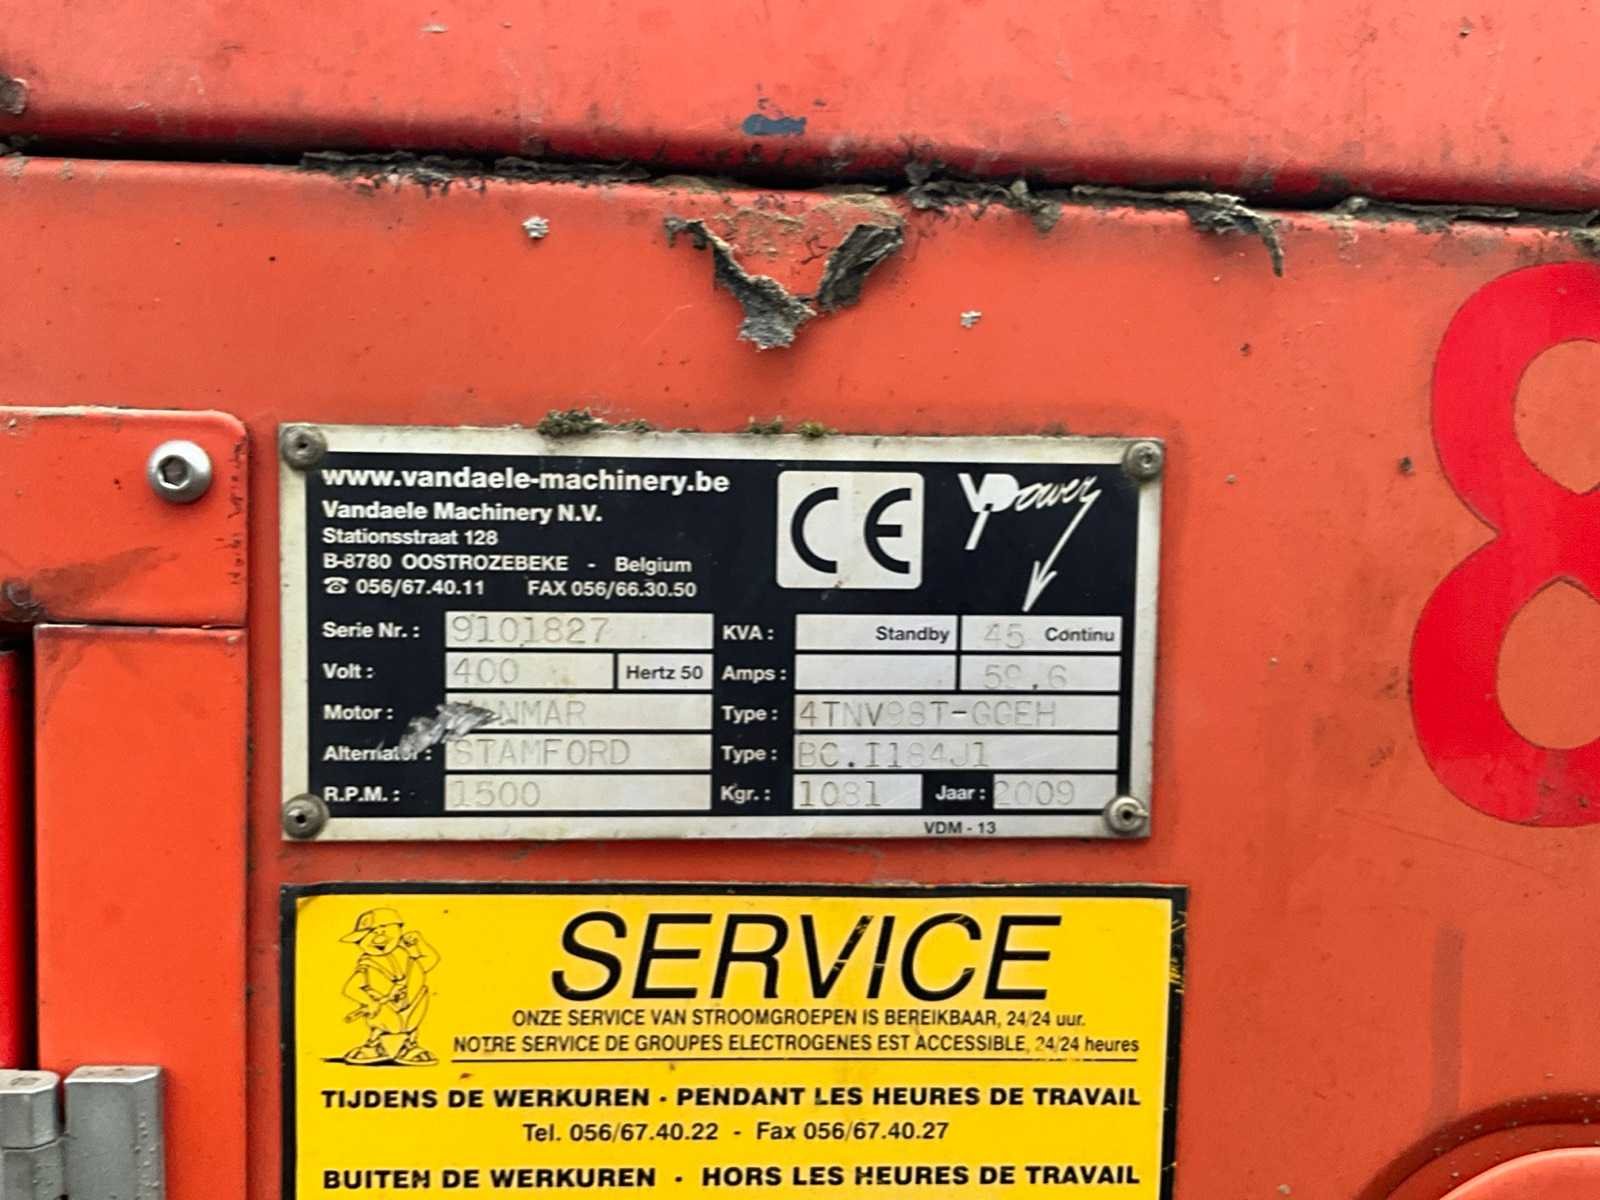 www.vandaele-machinery.be
Vandaele Machinery N.V.
Stationsstraat 128
B-8780 OOSTROZEBEKE - Belgium
☎ 056/67.40.11 FAX 056/66.30.50
CE
VPower
Serie Nr.: 9101827 KVA: Standby 45 Continu
Volt: 400 Hertz 50 Amps:
Motor: Type: 4TNV98T-GGEH
Alternator: STAMFORD Type: BC.I184J1
R.P.M.: 1500 Kgr.: 1081 Jaar: 2009
VDM - 13
8
SERVICE
ONZE SERVICE VAN STROOMGROEPEN IS BEREIKBAAR, 24/24 uur.
NOTRE SERVICE DE GROUPES ELECTROGENES EST ACCESSIBLE, 24/24 heures
TIJDENS DE WERKUREN - PENDANT LES HEURES DE TRAVAIL
Tel. 056/67.40.22 - Fax 056/67.40.27
BUITEN DE WERKUREN - HORS LES HEURES DE TRAVAIL